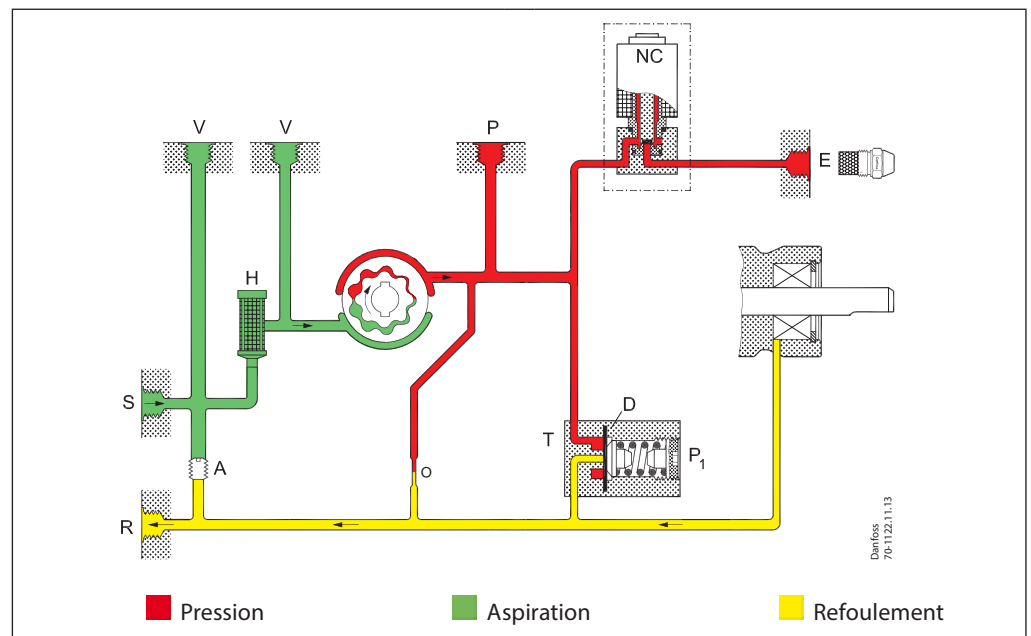 NC
V V P
E
H
S
D
T P1
A
O
R
Danfoss
70-1122.11.13
Pression Aspiration Refoulement